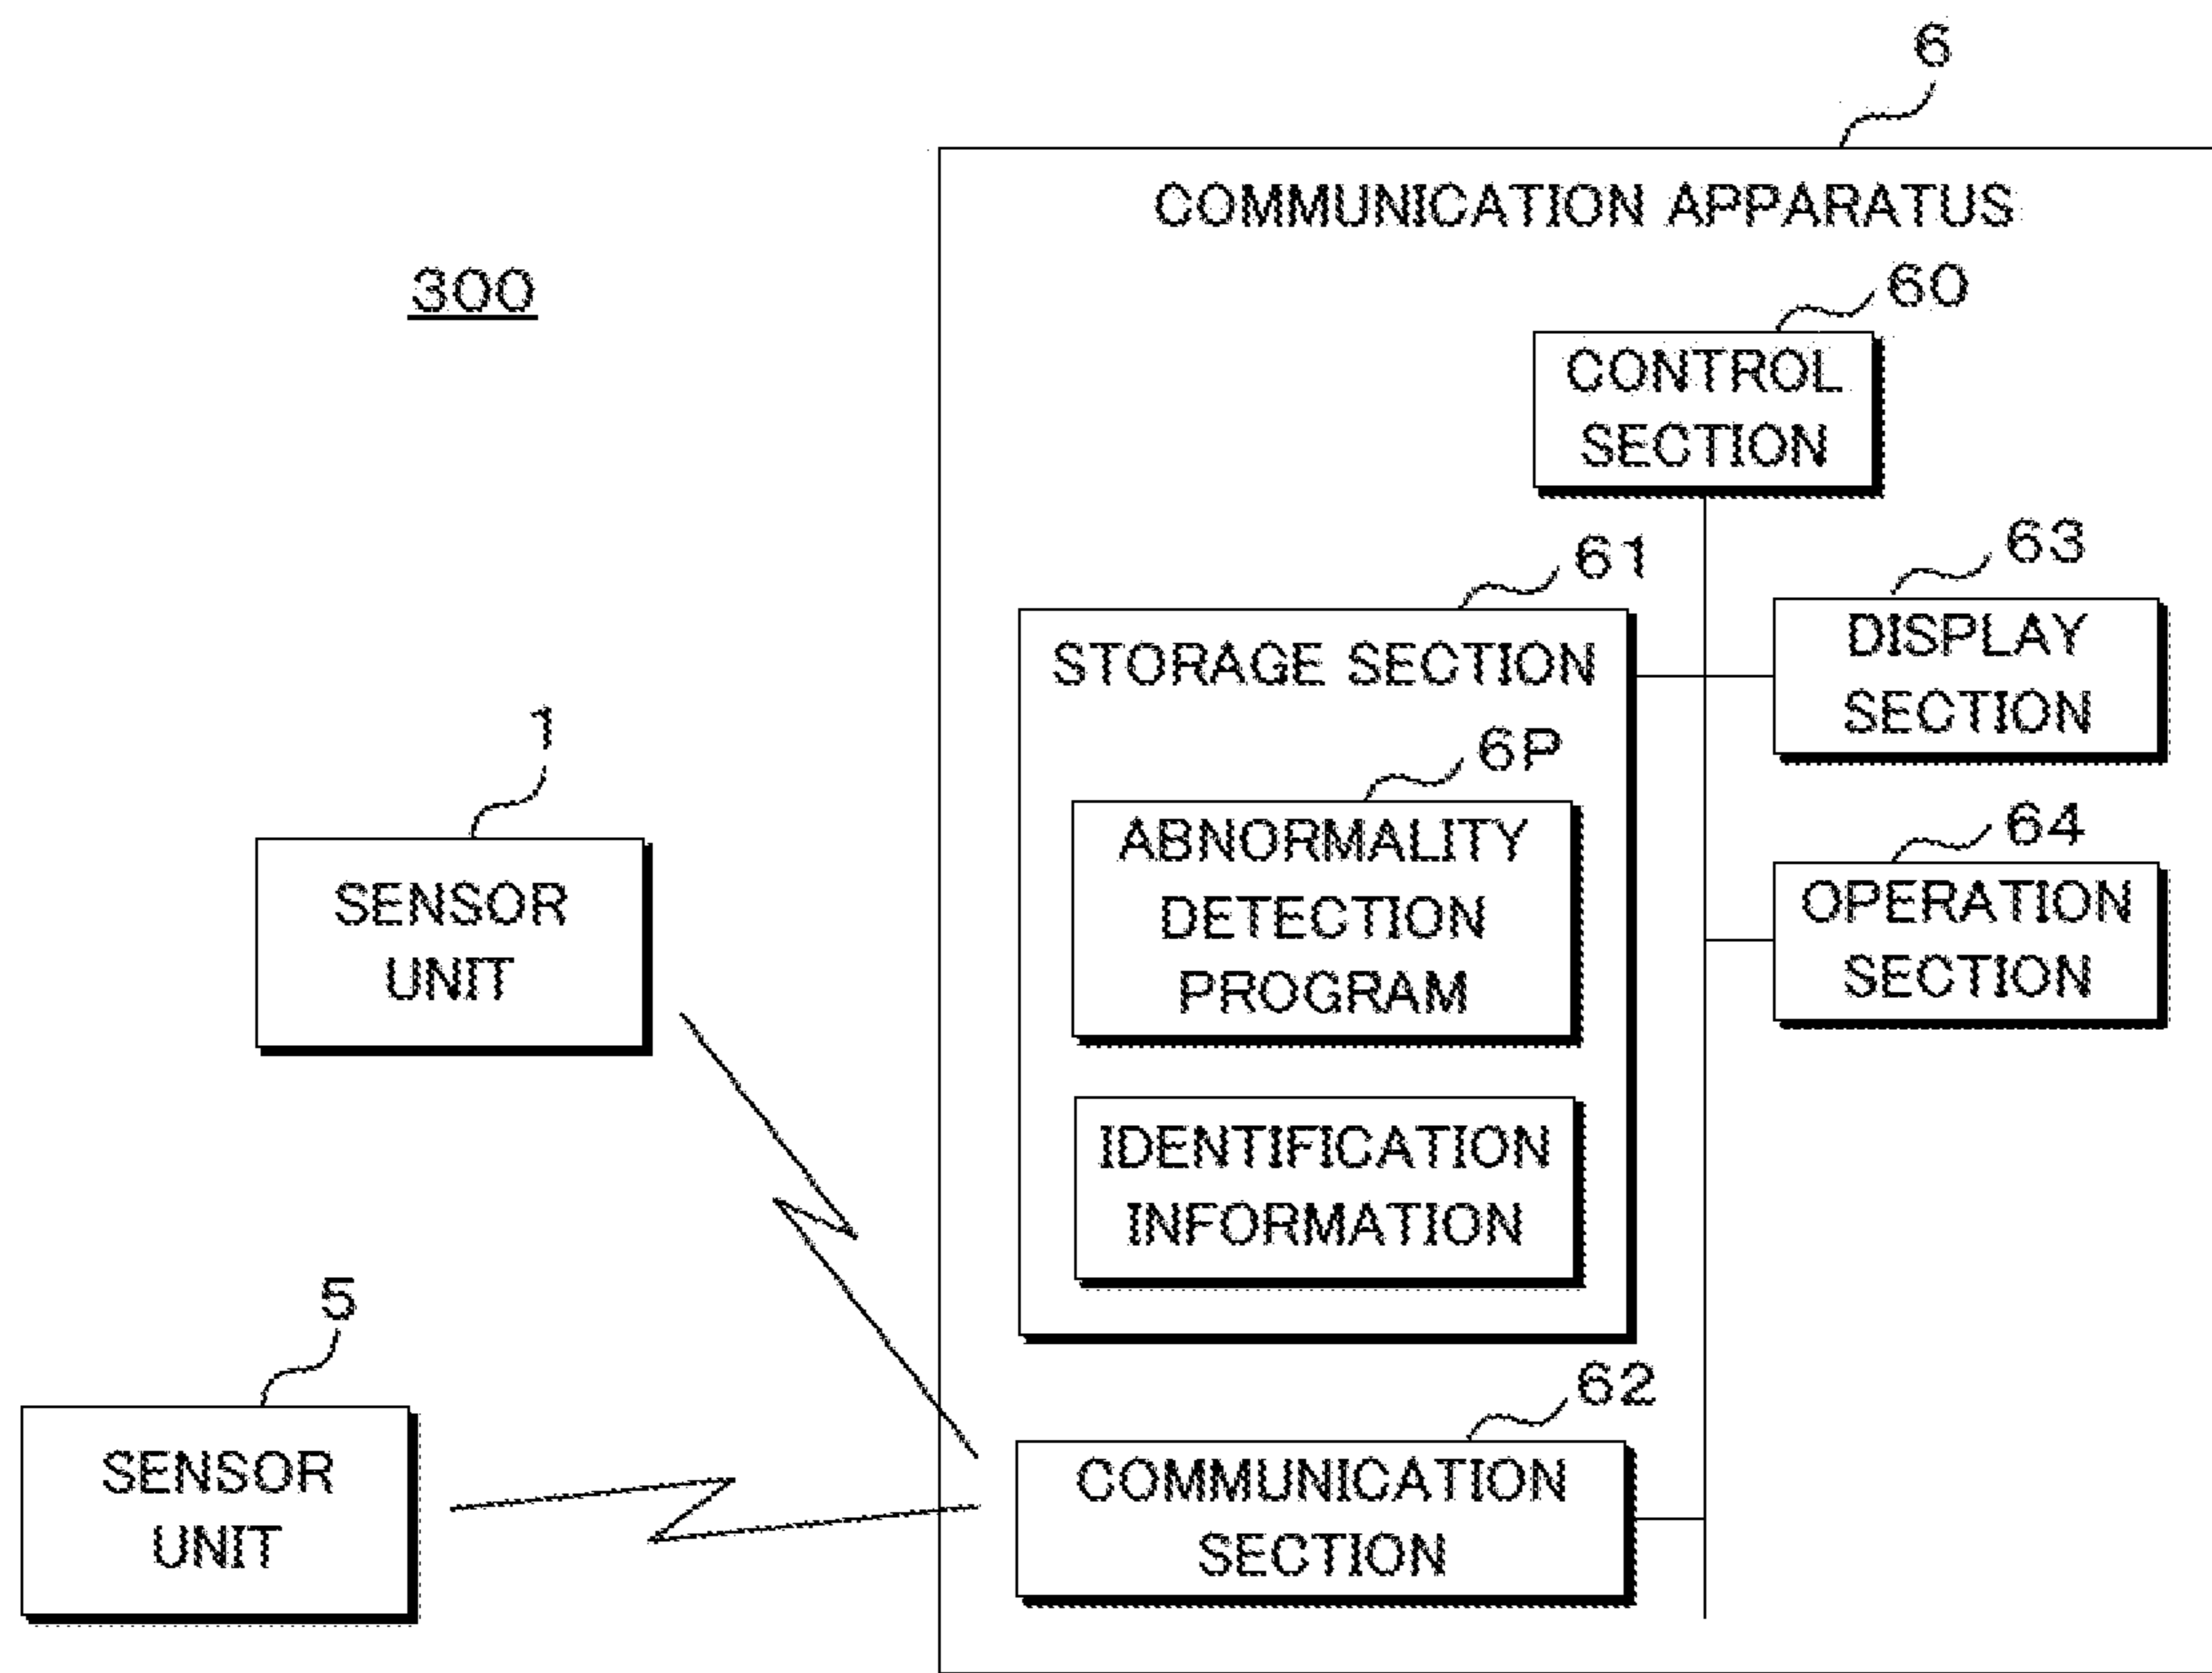 6
COMMUNICATION APPARATUS
300
60
CONTROL
SECTION
61
63
STORAGE SECTION
DISPLAY
SECTION
1
6P
64
SENSOR
UNIT
ABNORMALITY
DETECTION
PROGRAM
OPERATION
SECTION
IDENTIFICATION
INFORMATION
5
62
SENSOR
UNIT
COMMUNICATION
SECTION